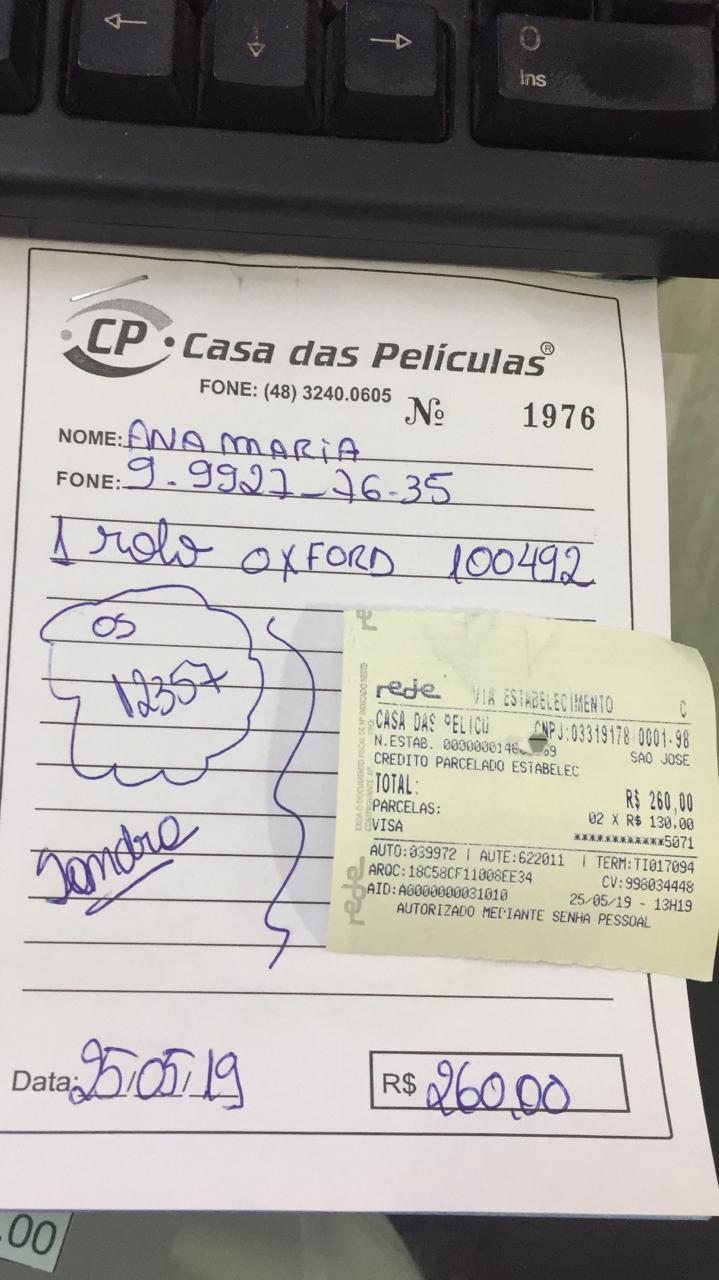 ←
↓
→
0
Ins
CP • Casa das Películas®
FONE: (48) 3240.0605
Nº 1976
NOME: ANA MARIA
FONE: 9.9927-76-35
1 rolo OXFORD 100492
OS
12357
Sandra
rede VIA ESTABELECIMENTO C
CASA DAS PELICU CNPJ:03319178/0001-98
N.ESTAB. SAO JOSE
CREDITO PARCELADO ESTABELEC
TOTAL: R$ 260,00
PARCELAS: 02 X R$ 130,00
VISA ************5071
AUTO:039972 | AUTE:622011 | TERM:TI017094
ARQC:18C58CF11008EE34 CV:998034448
AID:A0000000031010 25/05/19 - 13H19
AUTORIZADO MEDIANTE SENHA PESSOAL
rede
Data: 25/05/19
R$ 260,00
.00